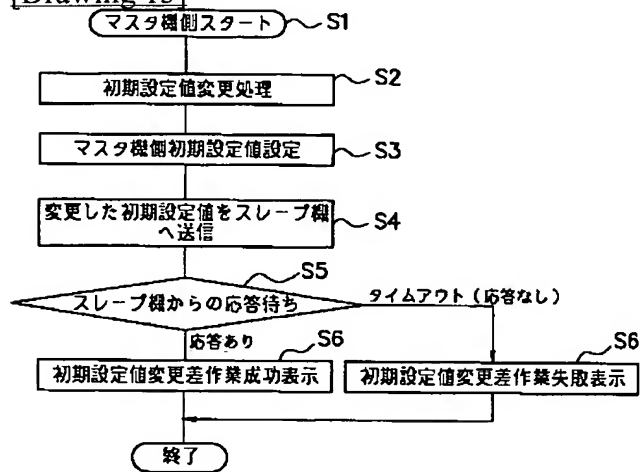 [Drawing 15]
マスタ機側スタート S1
初期設定値変更処理 S2
マスタ機側初期設定値設定 S3
変更した初期設定値をスレーブ機
へ送信 S4
S5
スレーブ機からの応答待ち
タイムアウト(応答なし)
応答あり
S6
S6
初期設定値変更差作業成功表示
初期設定値変更差作業失敗表示
終了